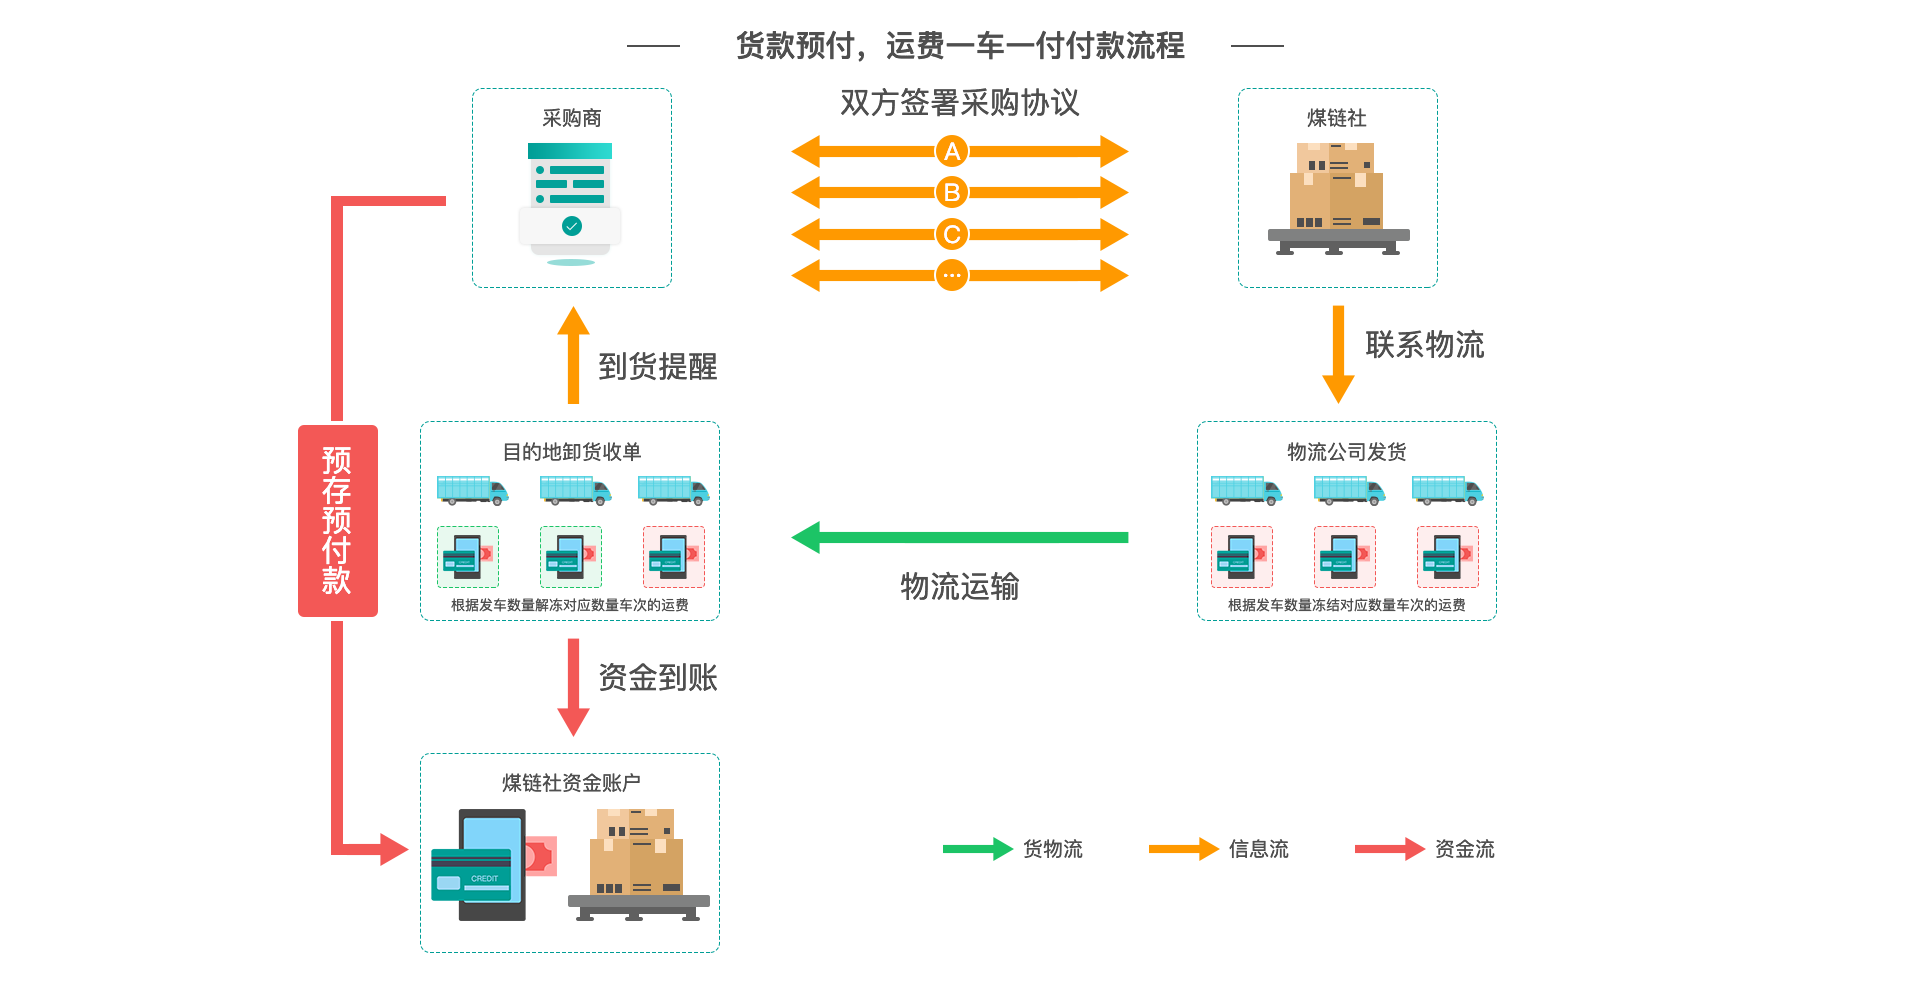 货款预付，运费一车一付付款流程
双方签署采购协议
采购商
煤链社
A
B
C
...
到货提醒
联系物流
预存预付款
目的地卸货收单
根据发车数量解冻对应数量车次的运费
物流公司发货
根据发车数量冻结对应数量车次的运费
物流运输
资金到账
煤链社资金账户
CREDIT
货物流
信息流
资金流